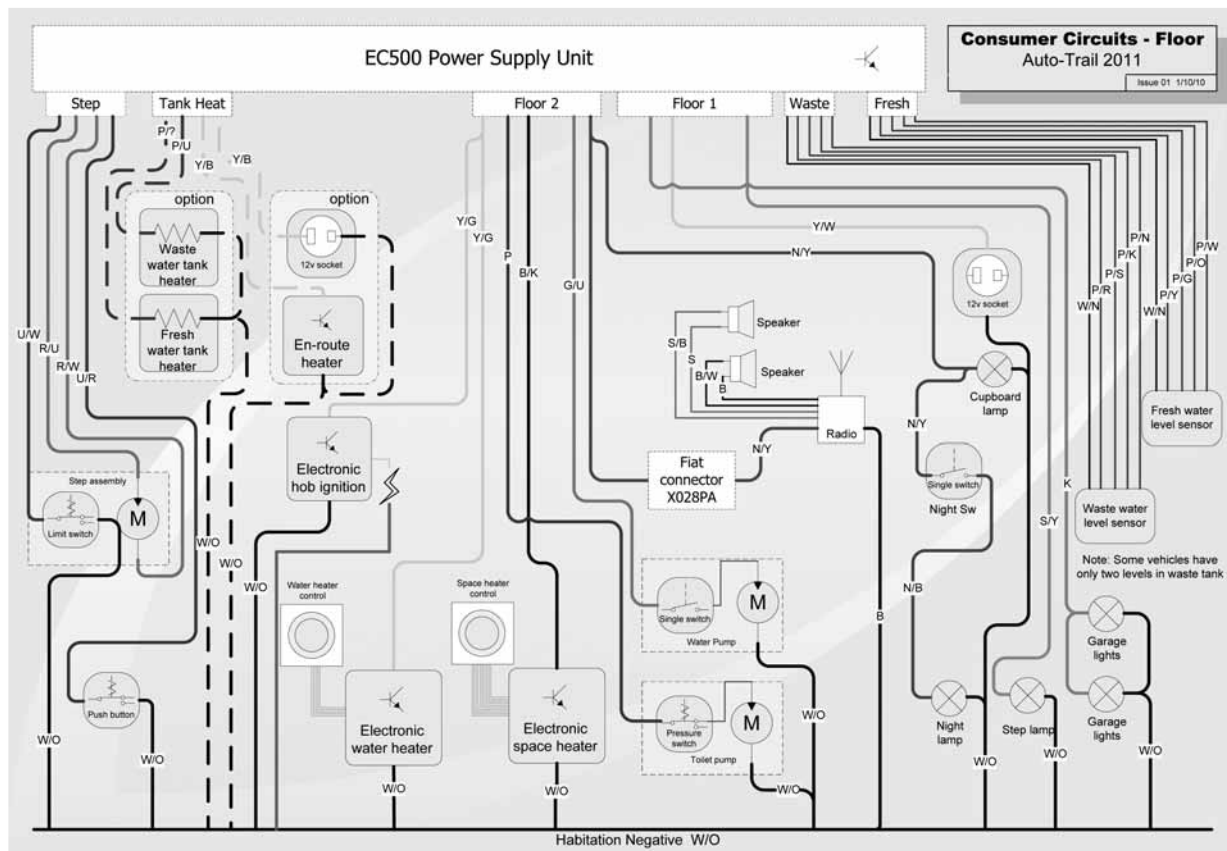 EC500 Power Supply Unit
Consumer Circuits - Floor
Auto-Trail 2011
Issue 01 1/10/10
Step
Tank Heat
Floor 2
Floor 1
Waste
Fresh
P/?
P/U
Y/B
Y/B
option
option
Waste
water tank
heater
Fresh
water tank
heater
12v socket
En-route
heater
Y/G
Y/G
P
B/K
G/U
N/Y
Y/W
12v socket
W/N
P/R
P/S
P/K
P/N
W/N
P/Y
P/G
P/O
P/W
U/W
R/U
R/W
U/R
S/B
S
B/W
B
Speaker
Speaker
Radio
N/Y
Fiat
connector
X028PA
Cupboard
lamp
N/Y
Single switch
Night Sw
Fresh water
level sensor
Waste water
level sensor
Note: Some vehicles have
only two levels in waste tank
K
S/Y
N/B
Electronic
hob ignition
Step assembly
Limit switch
M
W/O
W/O
W/O
Water heater
control
Space heater
control
Single switch
M
Water Pump
B
Garage
lights
Push button
Electronic
water heater
Electronic
space heater
Pressure
switch
M
Toilet pump
W/O
Night
lamp
Step lamp
Garage
lights
W/O
W/O
W/O
W/O
W/O
W/O
W/O
W/O
Habitation Negative W/O